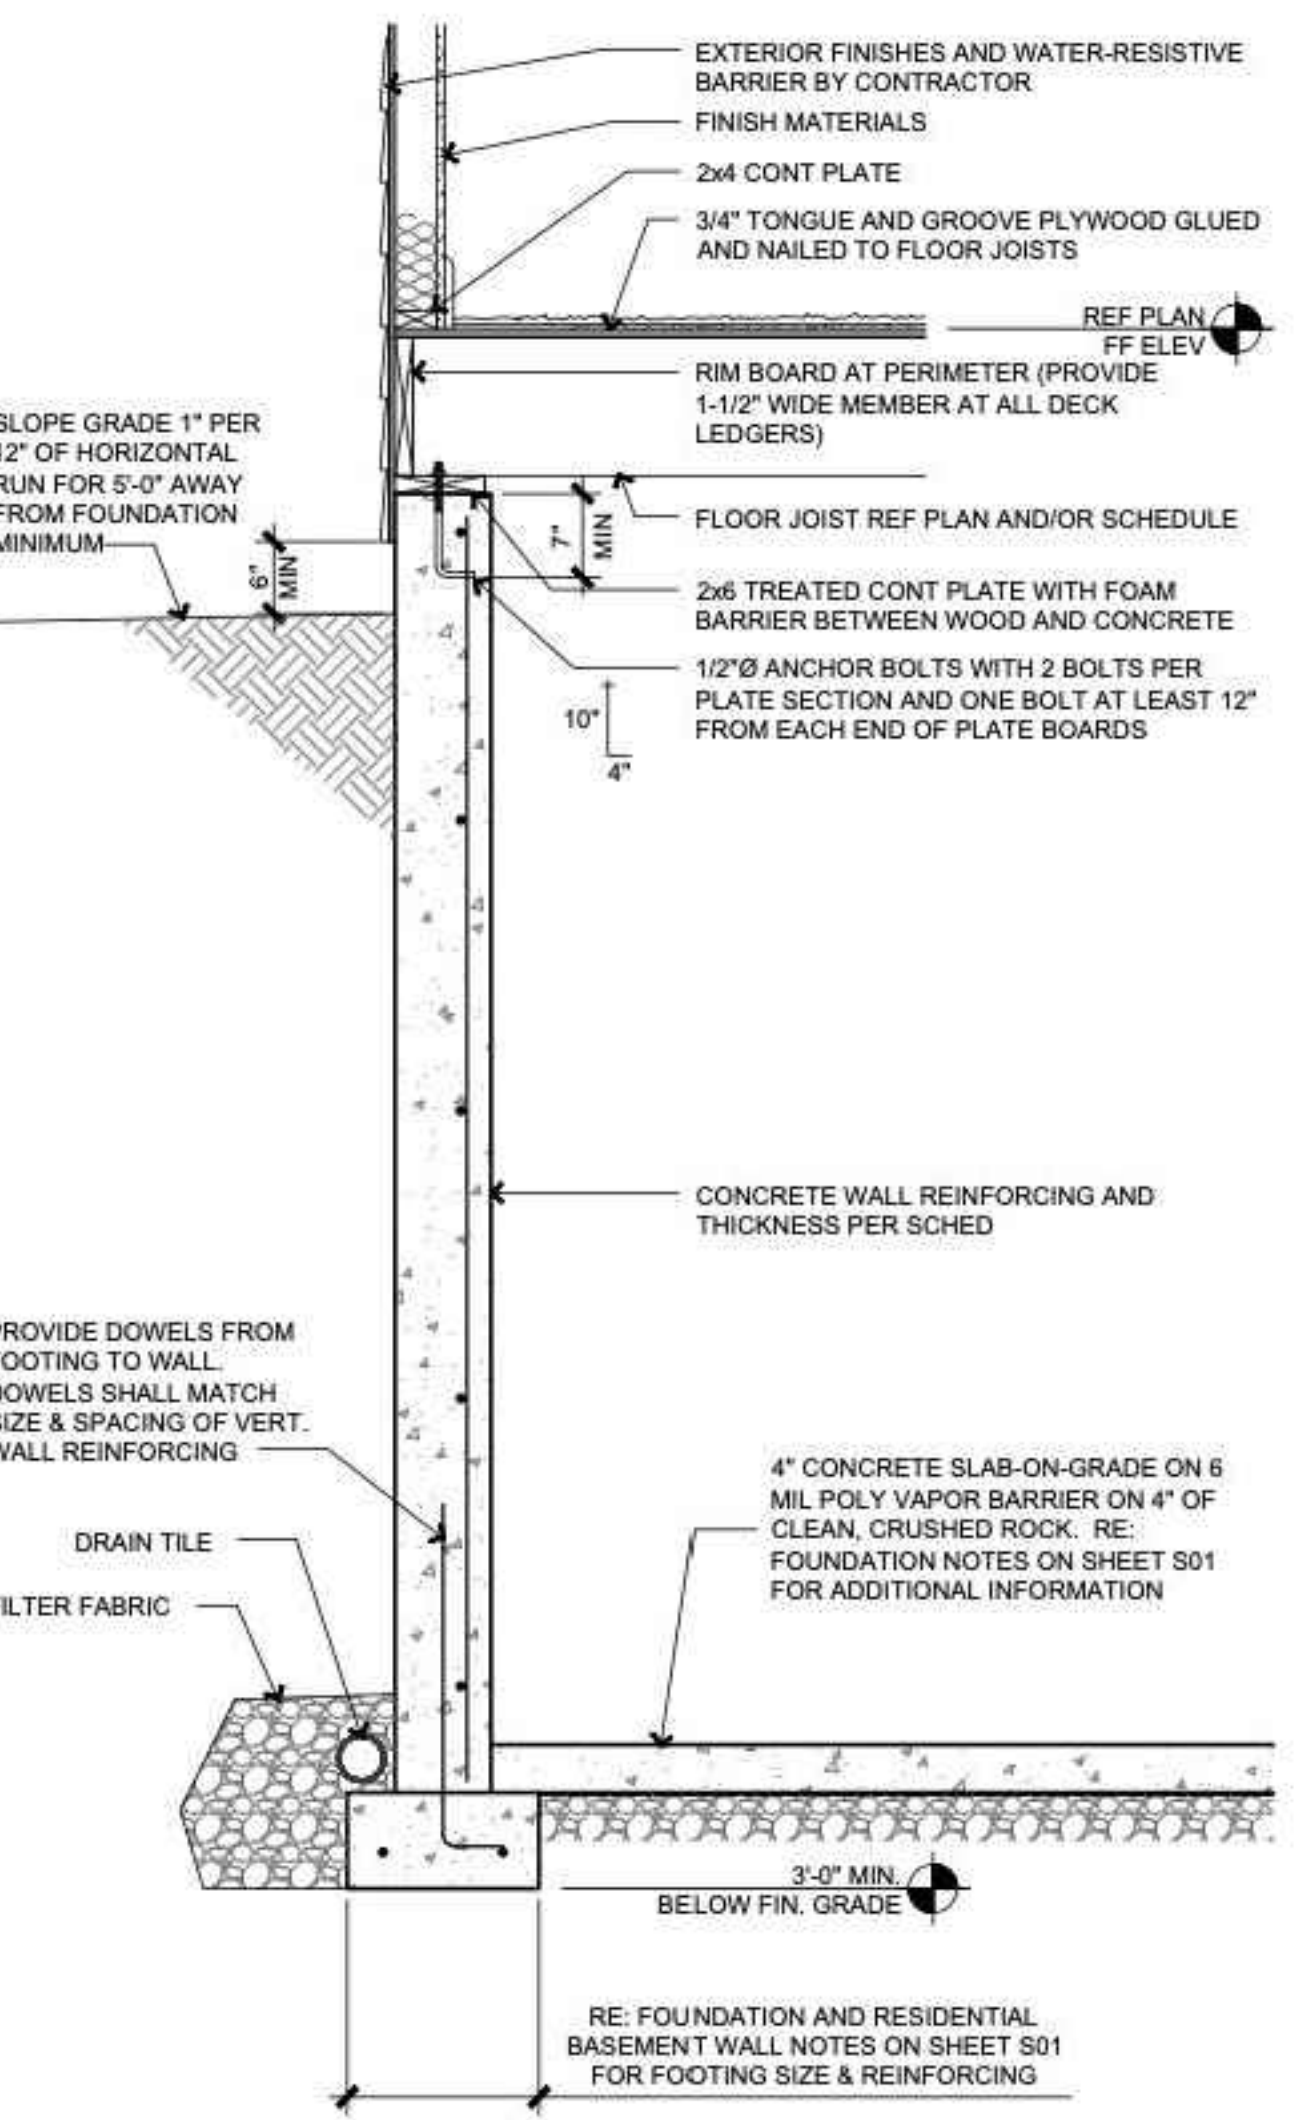 EXTERIOR FINISHES AND WATER-RESISTIVE
BARRIER BY CONTRACTOR
FINISH MATERIALS
2x4 CONT PLATE
3/4" TONGUE AND GROOVE PLYWOOD GLUED
AND NAILED TO FLOOR JOISTS
REF PLAN
FF ELEV
RIM BOARD AT PERIMETER (PROVIDE
1-1/2" WIDE MEMBER AT ALL DECK
LEDGERS)
SLOPE GRADE 1" PER
12" OF HORIZONTAL
RUN FOR 5'-0" AWAY
FROM FOUNDATION
MINIMUM
6"
MIN
7"
MIN
FLOOR JOIST REF PLAN AND/OR SCHEDULE
2x6 TREATED CONT PLATE WITH FOAM
BARRIER BETWEEN WOOD AND CONCRETE
1/2"Ø ANCHOR BOLTS WITH 2 BOLTS PER
PLATE SECTION AND ONE BOLT AT LEAST 12"
FROM EACH END OF PLATE BOARDS
10"
4"
CONCRETE WALL REINFORCING AND
THICKNESS PER SCHED
PROVIDE DOWELS FROM
FOOTING TO WALL.
DOWELS SHALL MATCH
SIZE & SPACING OF VERT.
WALL REINFORCING
DRAIN TILE
FILTER FABRIC
4" CONCRETE SLAB-ON-GRADE ON 6
MIL POLY VAPOR BARRIER ON 4" OF
CLEAN, CRUSHED ROCK. RE:
FOUNDATION NOTES ON SHEET S01
FOR ADDITIONAL INFORMATION
3'-0" MIN.
BELOW FIN. GRADE
RE: FOUNDATION AND RESIDENTIAL
BASEMENT WALL NOTES ON SHEET S01
FOR FOOTING SIZE & REINFORCING